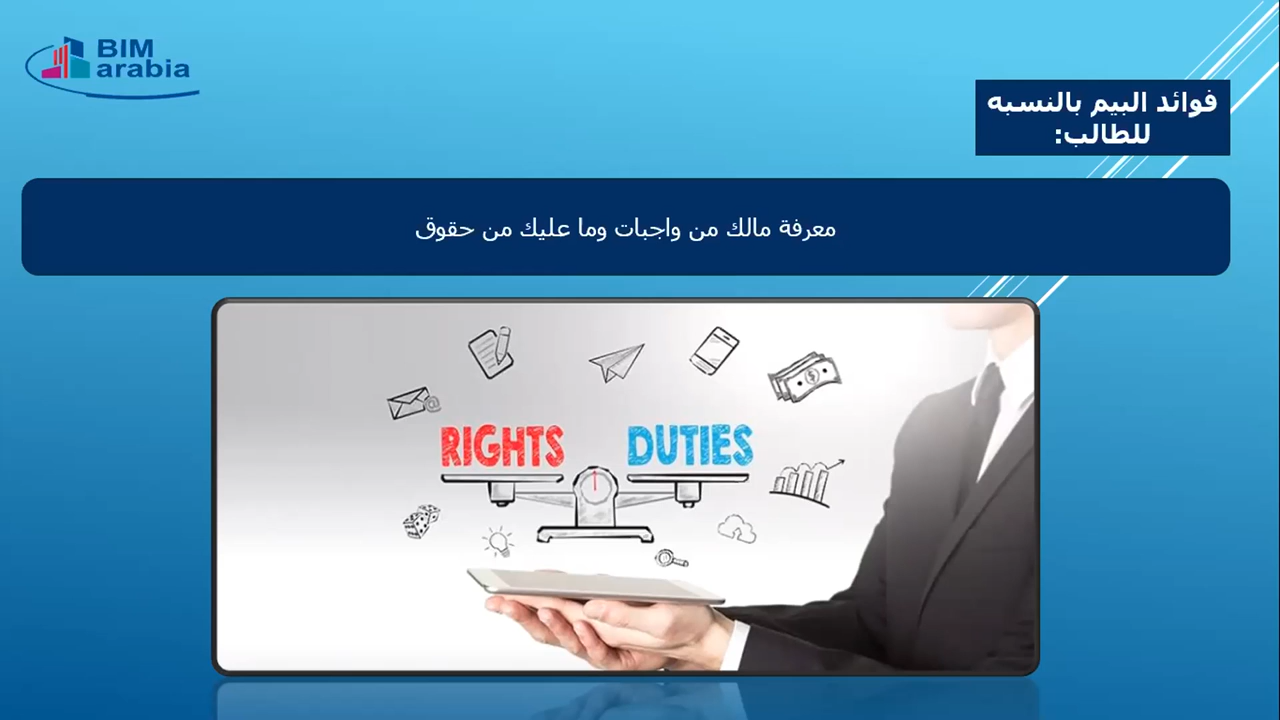 BIM
arabia
فوائد البيم بالنسبه
للطالب:
معرفة مالك من واجبات وما عليك من حقوق
RIGHTS DUTIES